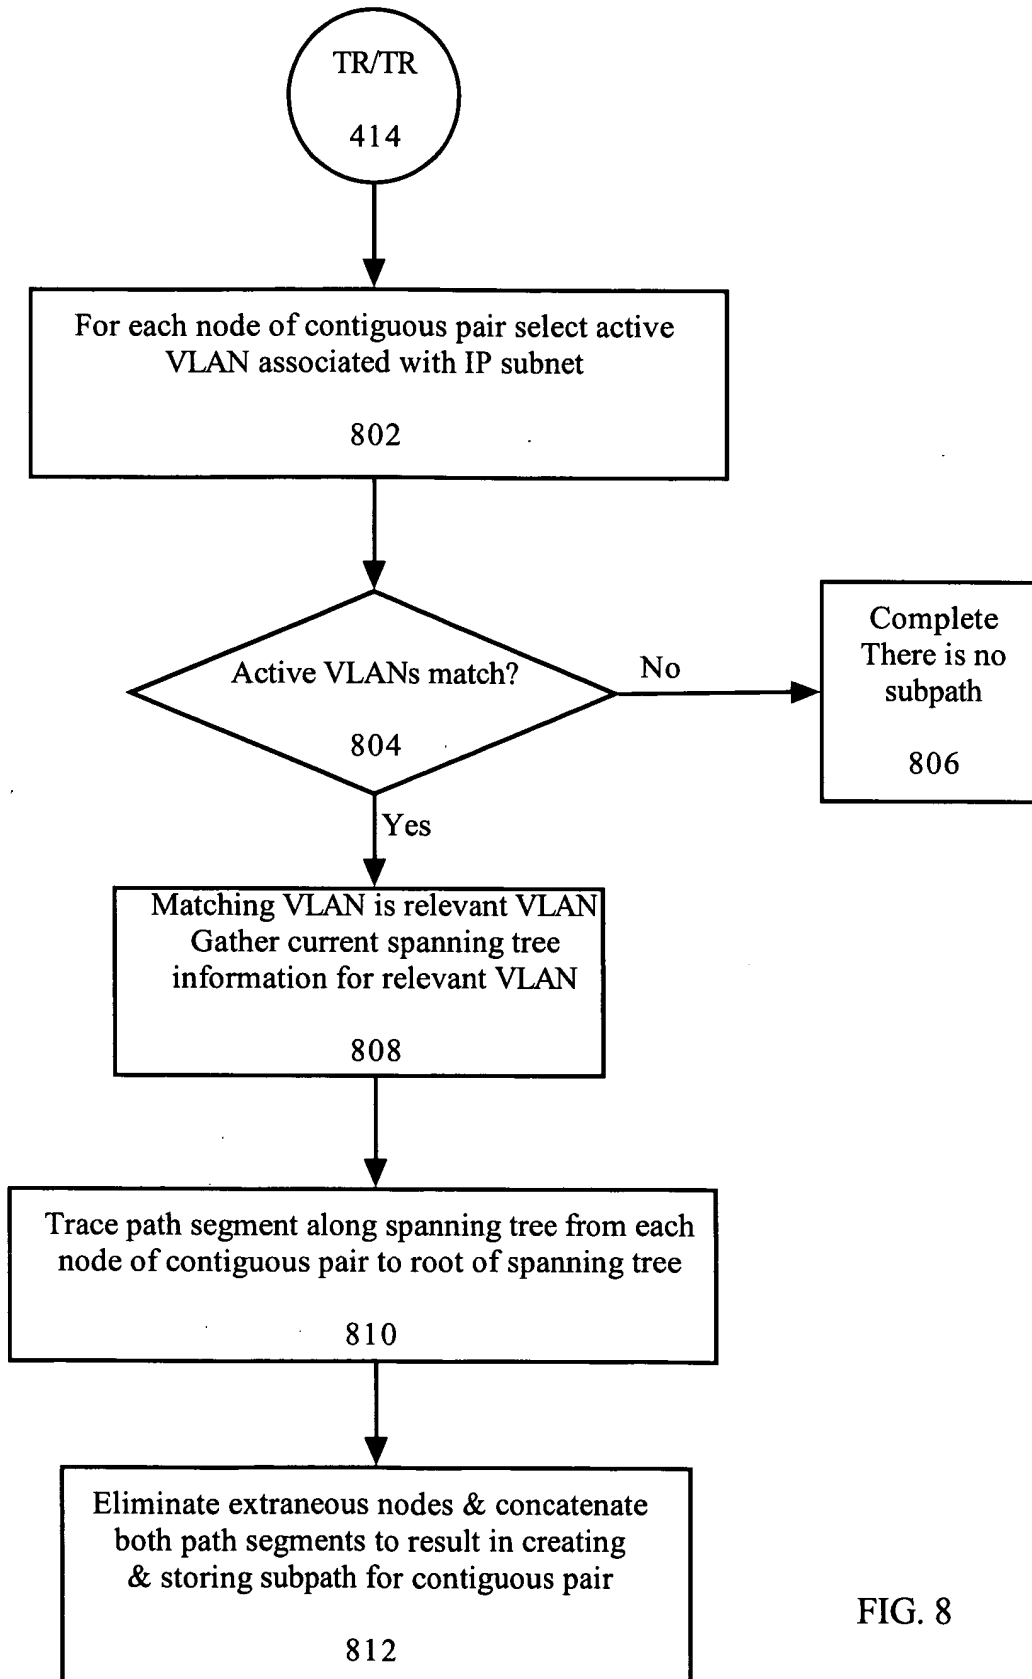 TR/TR
414
For each node of contiguous pair select active
VLAN associated with IP subnet
802
Active VLANs match?
804
No
Complete
There is no
subpath
806
Yes
Matching VLAN is relevant VLAN
Gather current spanning tree
information for relevant VLAN
808
Trace path segment along spanning tree from each
node of contiguous pair to root of spanning tree
810
Eliminate extraneous nodes & concatenate
both path segments to result in creating
& storing subpath for contiguous pair
812
FIG. 8